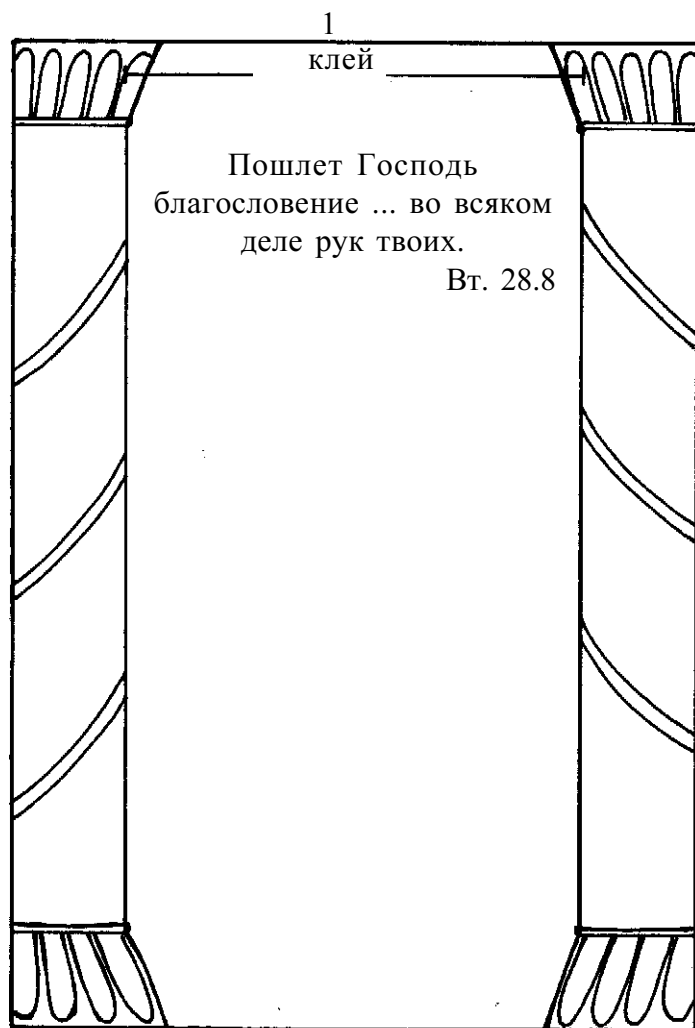 1
клей
Пошлет Господь
благословение ... во всяком
деле рук твоих.
Вт. 28.8